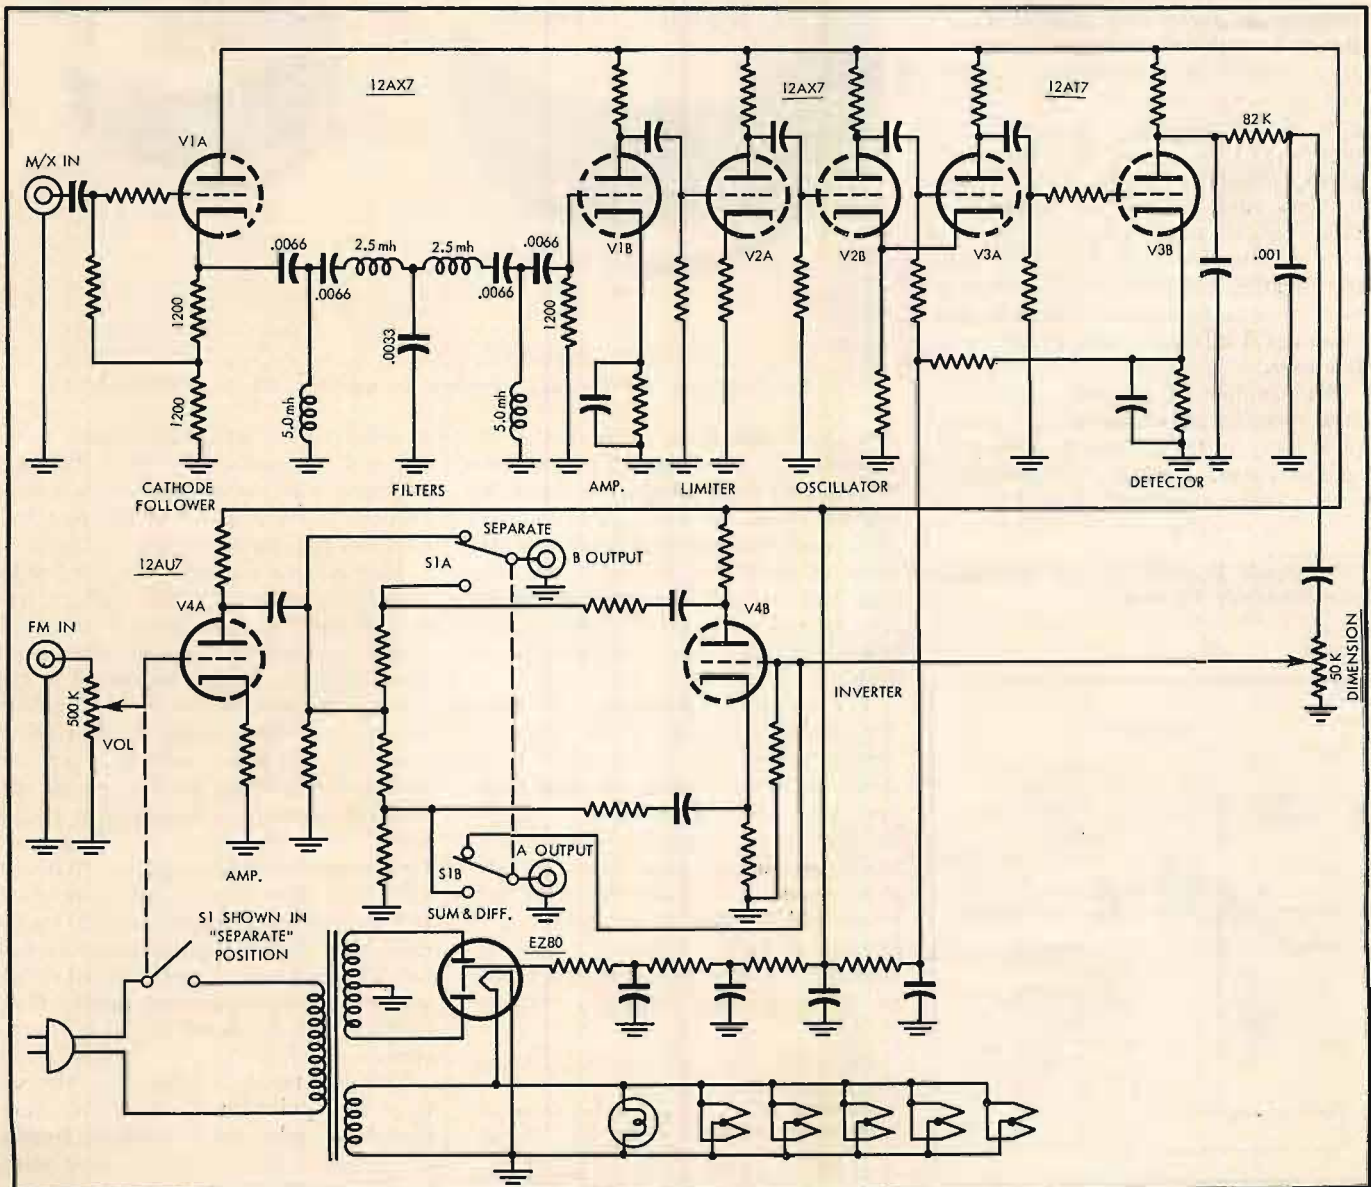 12AX7
12AX7
12AT7
V1A
82 K
M/X IN
.0066
2.5 mh
2.5 mh
.0066
V1B
V2A
V2B
V3A
V3B
.0066
.0066
.001
1200
.0033
1200
1200
5.0 mh
5.0 mh
CATHODE
FOLLOWER
FILTERS
AMP.
LIMITER
OSCILLATOR
DETECTOR
SEPARATE
12AU7
S1A
B OUTPUT
V4A
V4B
FM IN
INVERTER
50 K
DIMENSION
500 K
VOL
A OUTPUT
AMP.
S1B
SUM & DIFF.
S1 SHOWN IN
"SEPARATE"
POSITION
EZ80